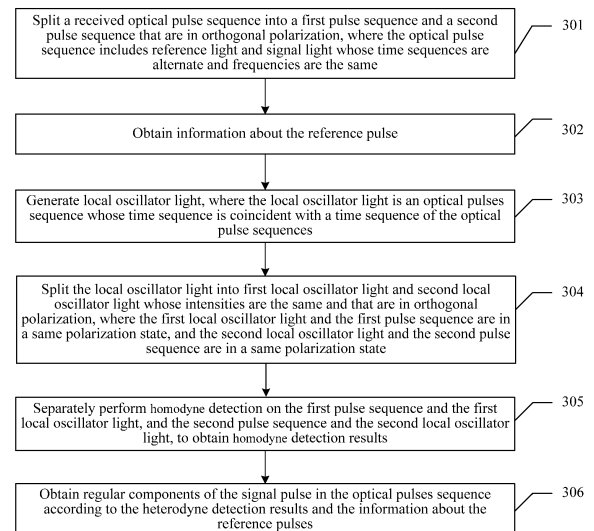 Split a received optical pulse sequence into a first pulse sequence and a second
pulse sequence that are in orthogonal polarization, where the optical pulse
sequence includes reference light and signal light whose time sequences are
alternate and frequencies are the same
301
Obtain information about the reference pulse
302
Generate local oscillator light, where the local oscillator light is an optical pulses
sequence whose time sequence is coincident with a time sequence of the optical
pulse sequences
303
Split the local oscillator light into first local oscillator light and second local
oscillator light whose intensities are the same and that are in orthogonal
polarization, where the first local oscillator light and the first pulse sequence are in
a same polarization state, and the second local oscillator light and the second pulse
sequence are in a same polarization state
304
Separately perform homodyne detection on the first pulse sequence and the first
local oscillator light, and the second pulse sequence and the second local oscillator
light, to obtain homodyne detection results
305
Obtain regular components of the signal pulse in the optical pulses sequence
according to the heterodyne detection results and the information about the
reference pulses
306